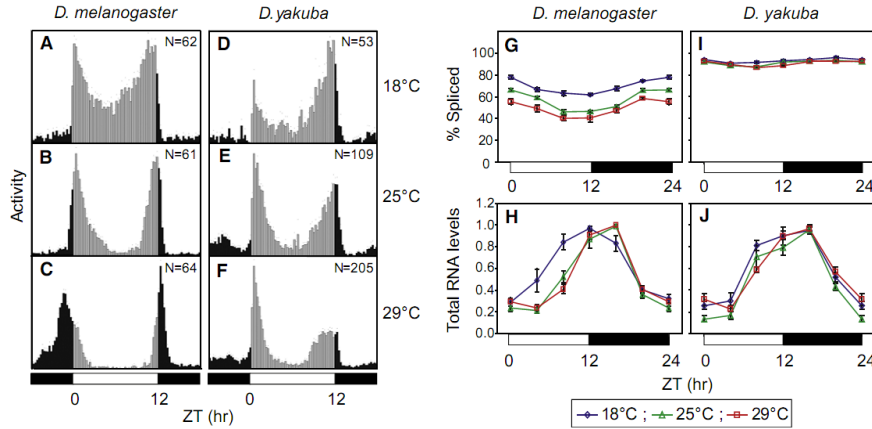 D. melanogaster D. yakuba
A N=62 D N=53
18°C
B N=61 E N=109
25°C
C N=64 F N=205
29°C
Activity
0 12 0 12
ZT (hr)
D. melanogaster D. yakuba
G I
% Spliced
100
80
60
40
20
0
0 12 24 0 12 24
H J
Total RNA levels
1.2
1.0
0.8
0.6
0.4
0.2
0.0
0 12 24 0 12 24
ZT (hr)
18°C ; 25°C ; 29°C